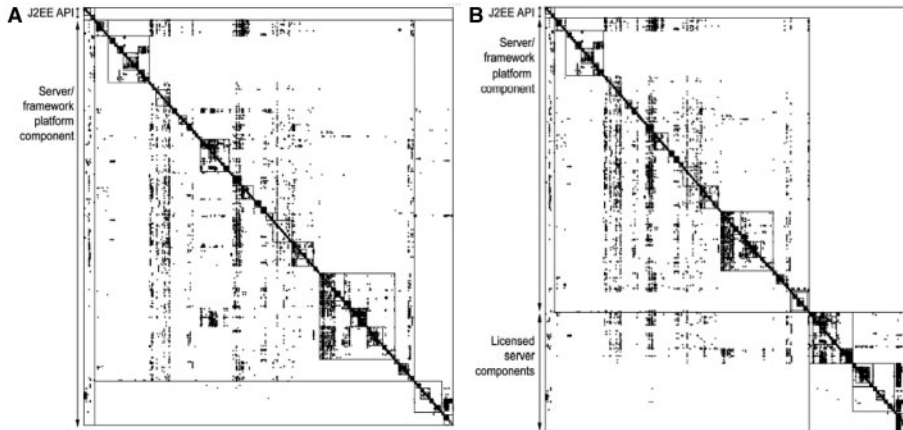 A
J2EE API
Server/
framework
platform
component
B
J2EE API
Server/
framework
platform
component
Licensed
server
components